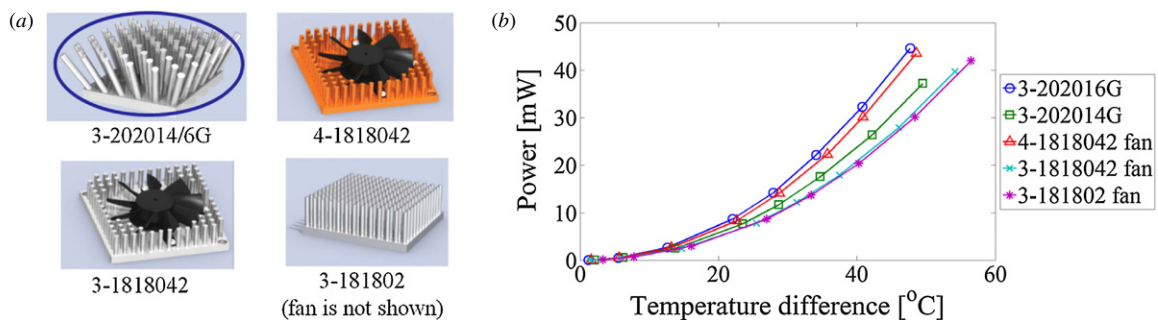 (a)
3-202014/6G
4-1818042
3-1818042
3-181802
(fan is not shown)
(b)
Power [mW]
50
40
30
20
10
0
0
20
40
60
Temperature difference [°C]
3-202016G
3-202014G
4-1818042 fan
3-1818042 fan
3-181802 fan